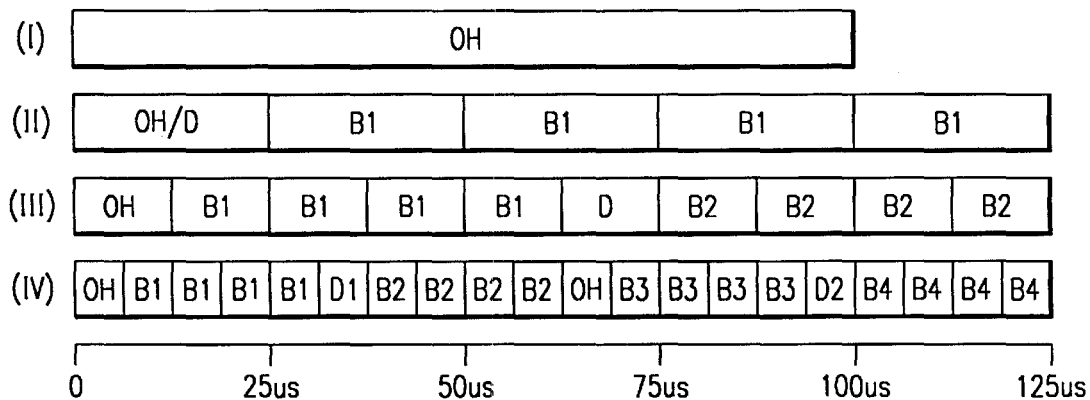 (I) OH
(II) OH/D B1 B1 B1 B1
(III) OH B1 B1 B1 B1 D B2 B2 B2 B2
(IV) OH B1 B1 B1 B1 D1 B2 B2 B2 B2 OH B3 B3 B3 B3 D2 B4 B4 B4 B4
0 25us 50us 75us 100us 125us